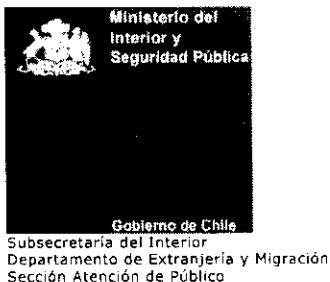 Ministerio del
Interior y
Seguridad Pública
Gobierno de Chile
Subsecretaría del Interior
Departamento de Extranjería y Migración
Sección Atención de Público